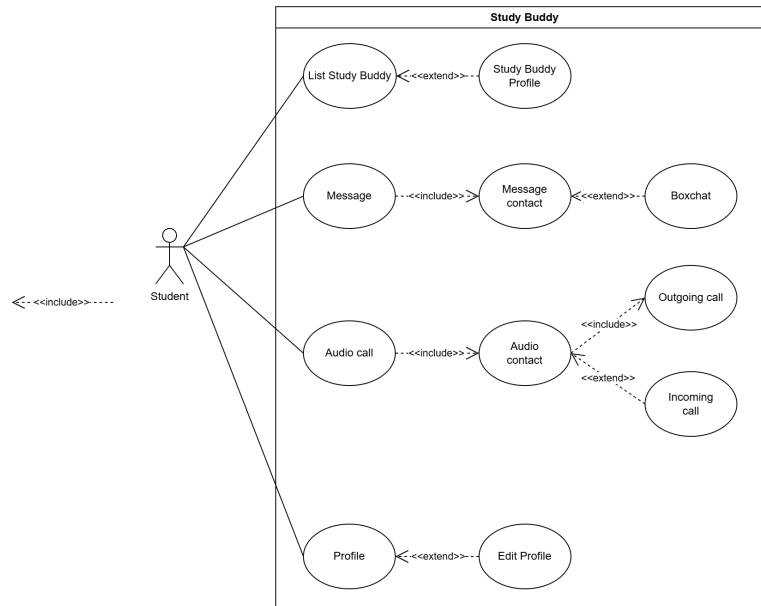 Study Buddy
List Study Buddy
<<extend>>
Study Buddy
Profile
Message
<<include>>
Message
contact
<<extend>>
Boxchat
Student
<<include>>
Outgoing call
<<include>>
Audio call
<<include>>
Audio
contact
<<extend>>
Incoming
call
Profile
<<extend>>
Edit Profile